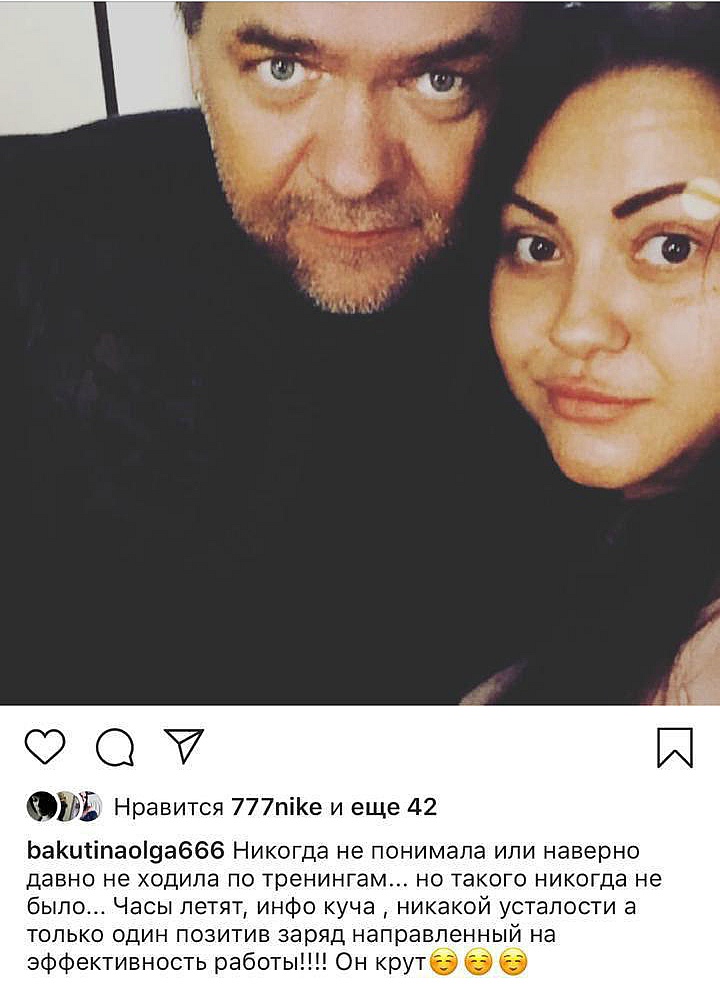 Нравится 777nike и еще 42
bakutinaolga666 Никогда не понимала или наверно
давно не ходила по тренингам... но такого никогда не
было... Часы летят, инфо куча , никакой усталости а
только один позитив заряд направленный на
эффективность работы!!!! Он крут☺️☺️☺️